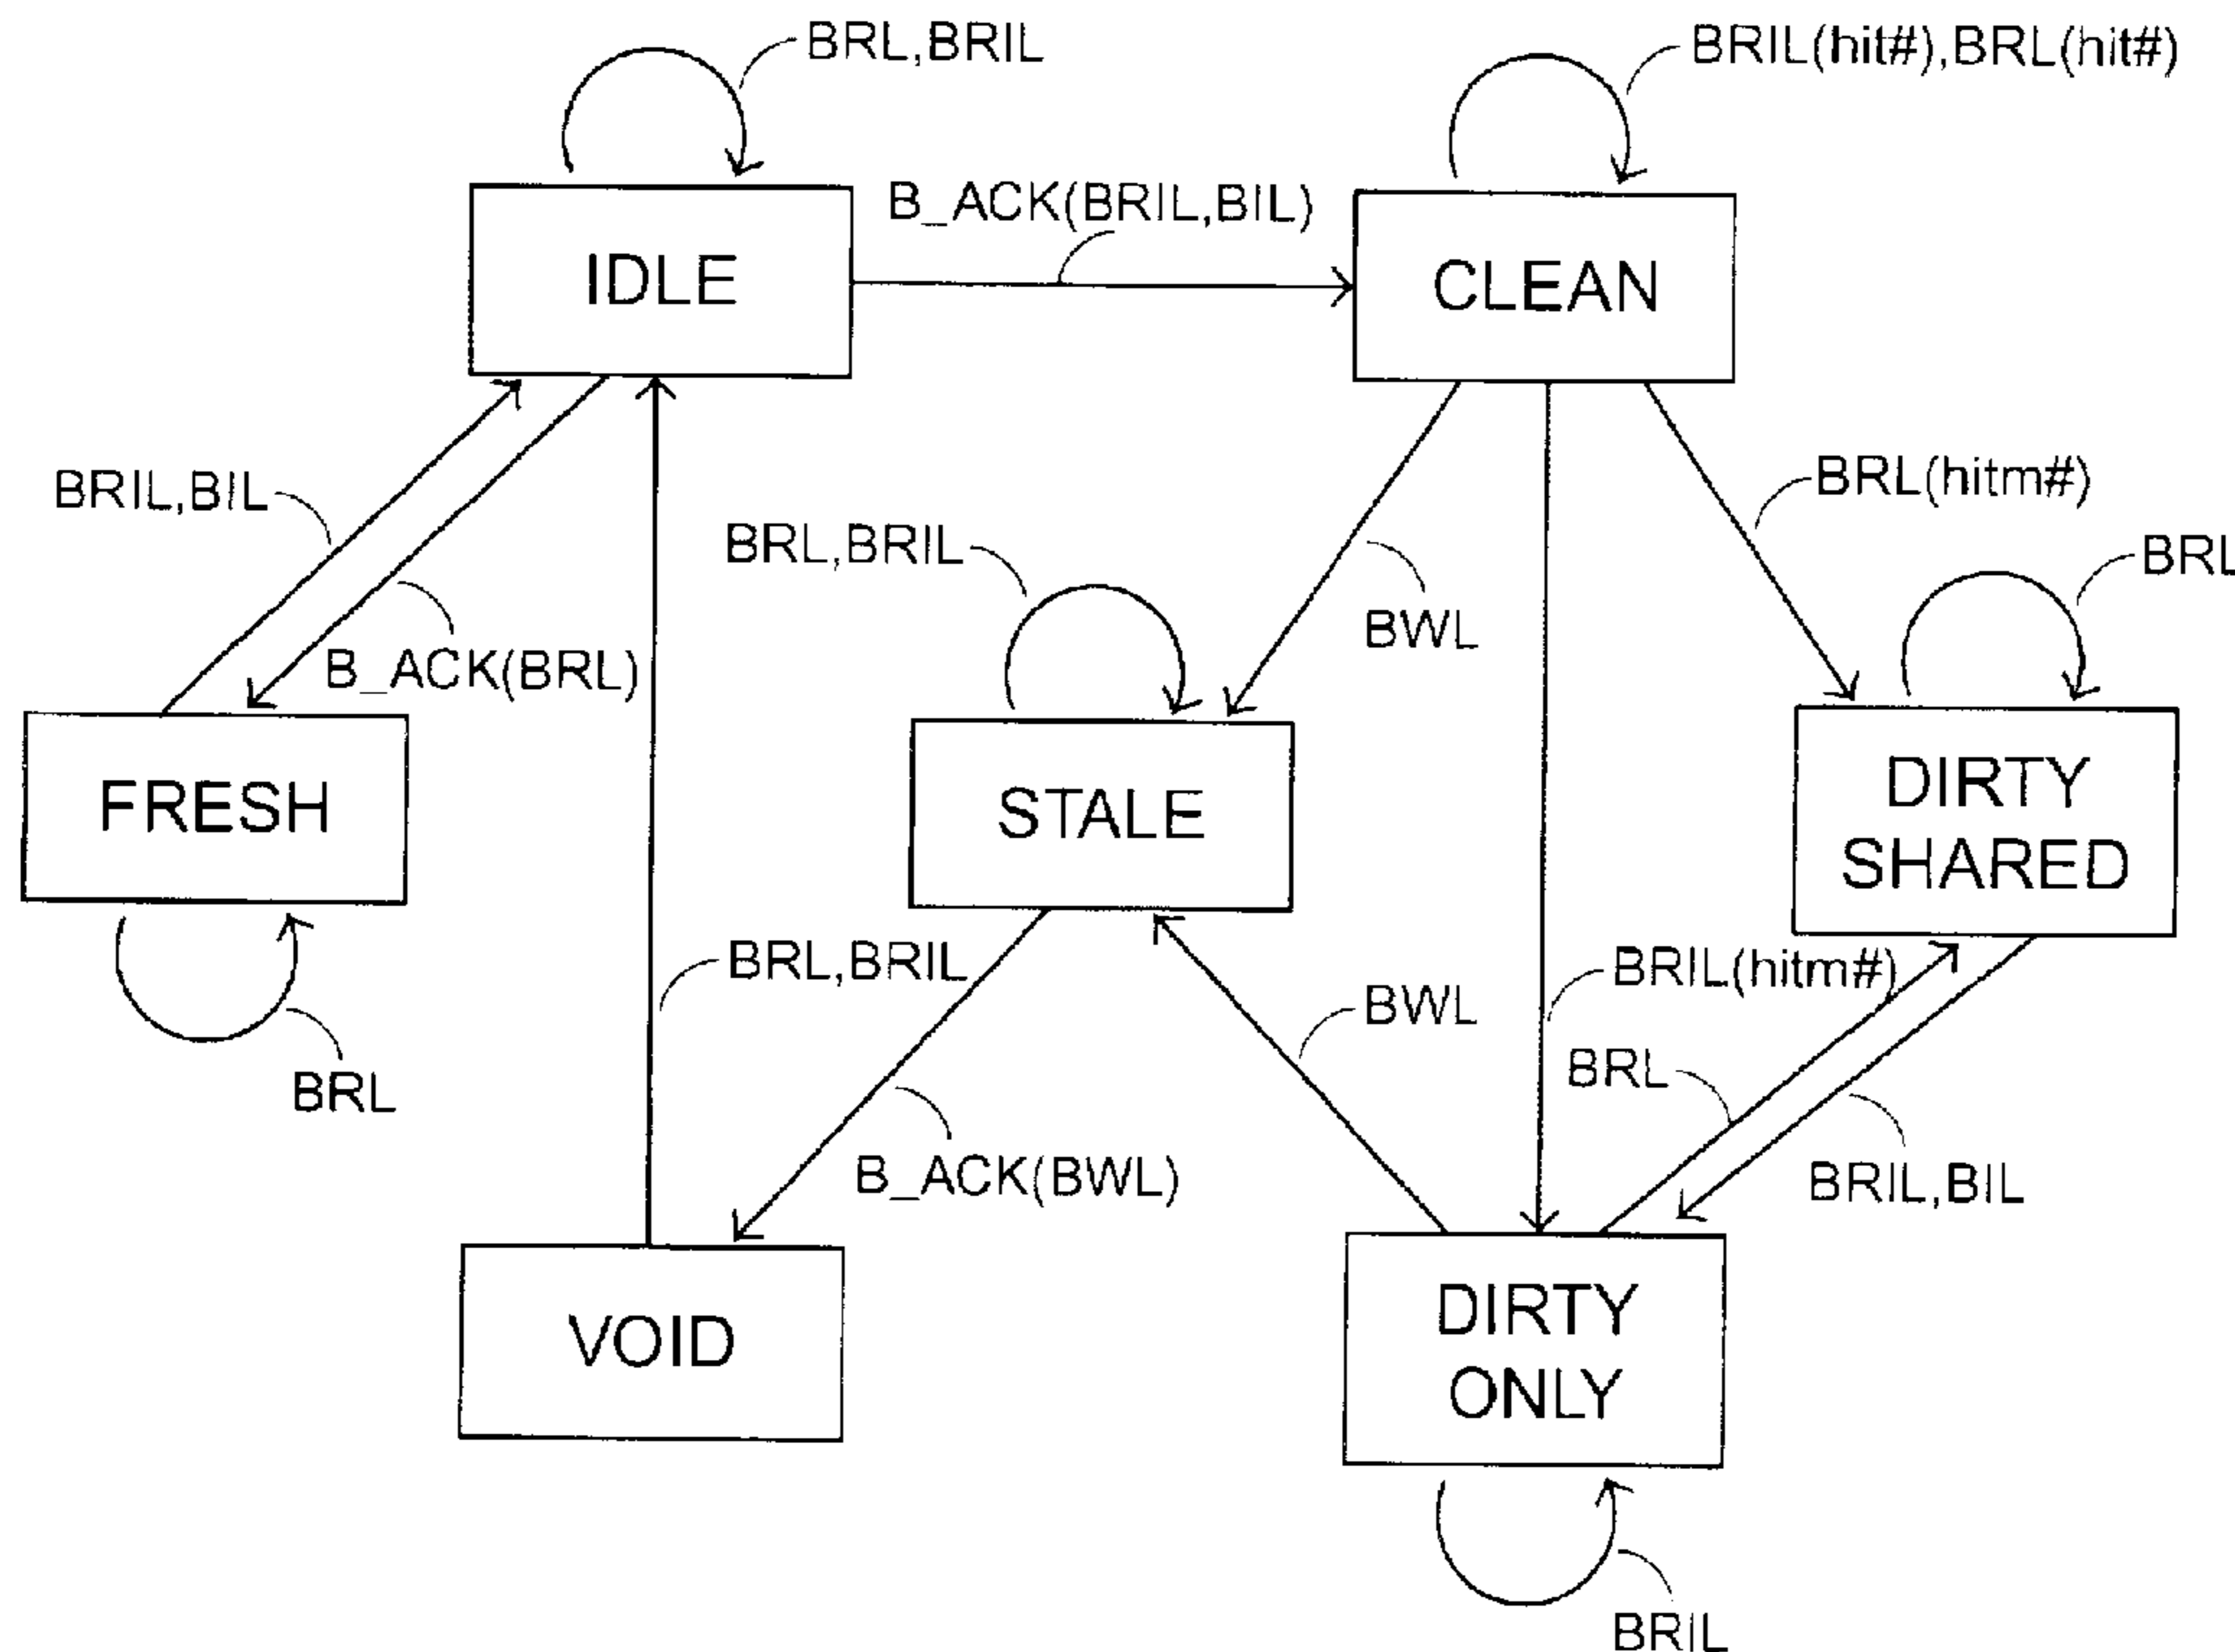 BRL,BRIL
BRIL(hit#),BRL(hit#)
B_ACK(BRIL,BIL)
IDLE
CLEAN
BRIL,BIL
BRL(hitm#)
BRL,BRIL
BRL
BWL
B_ACK(BRL)
FRESH
STALE
DIRTY
SHARED
BRL,BRIL
BRIL(hitm#)
BWL
BRL
BRL
B_ACK(BWL)
BRIL,BIL
VOID
DIRTY
ONLY
BRIL